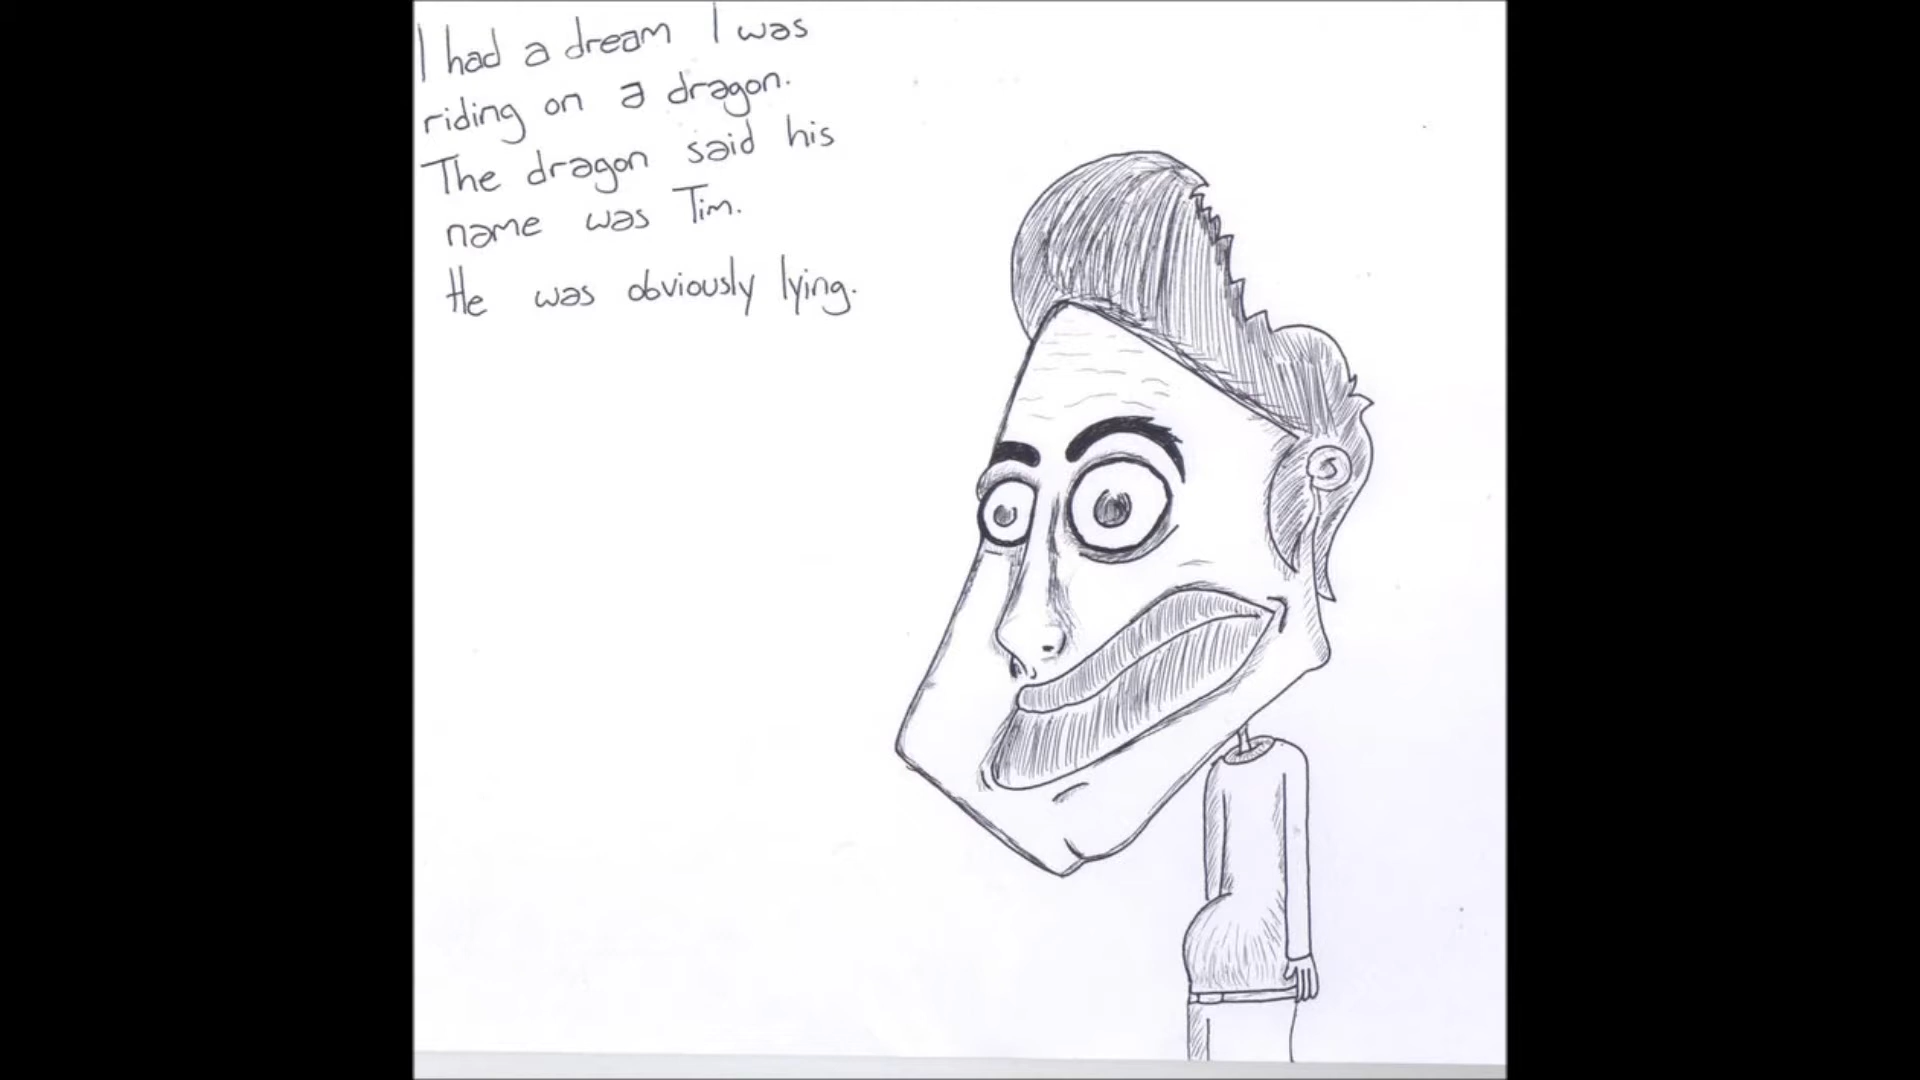 I had a dream I was
riding on a dragon.
The dragon said his
name was Tim.
He was obviously lying.